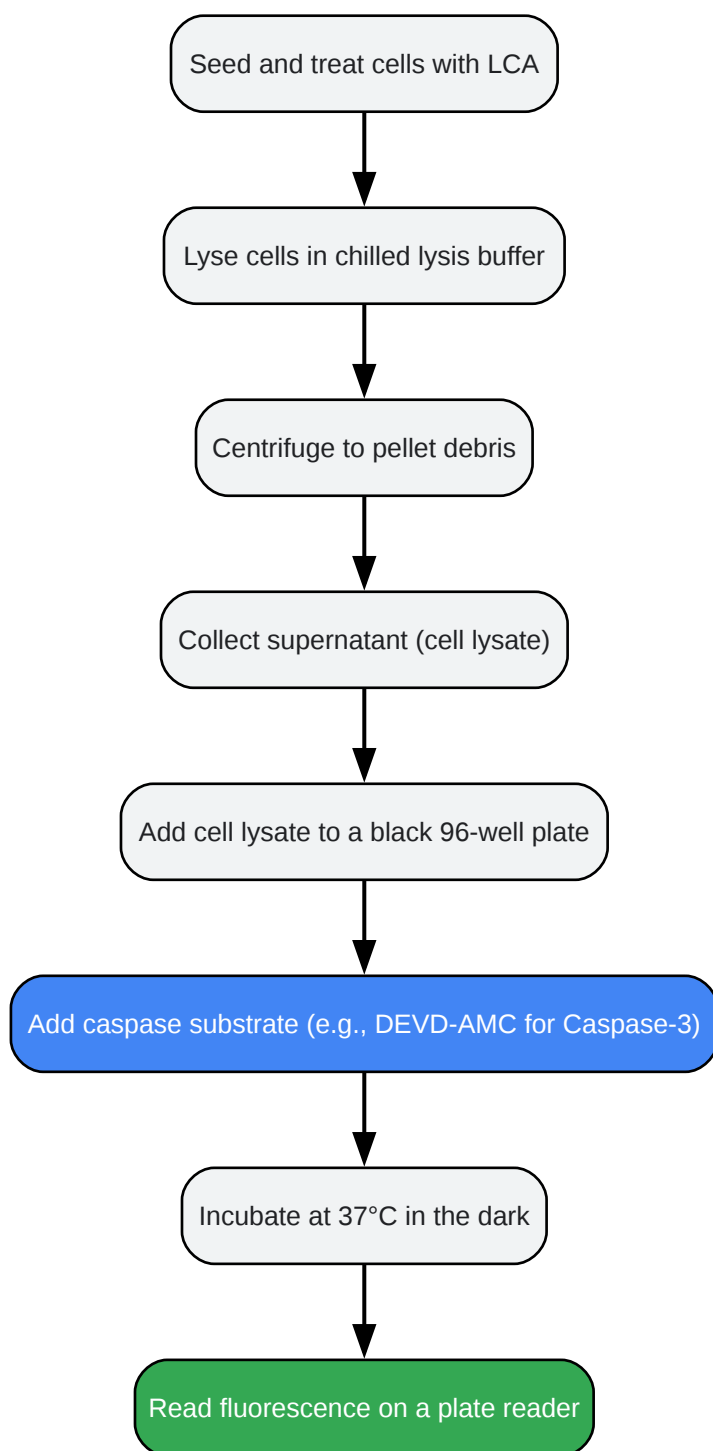 Seed and treat cells with LCA
Lyse cells in chilled lysis buffer
Centrifuge to pellet debris
Collect supernatant (cell lysate)
Add cell lysate to a black 96-well plate
Add caspase substrate (e.g., DEVD-AMC for Caspase-3)
Incubate at 37°C in the dark
Read fluorescence on a plate reader